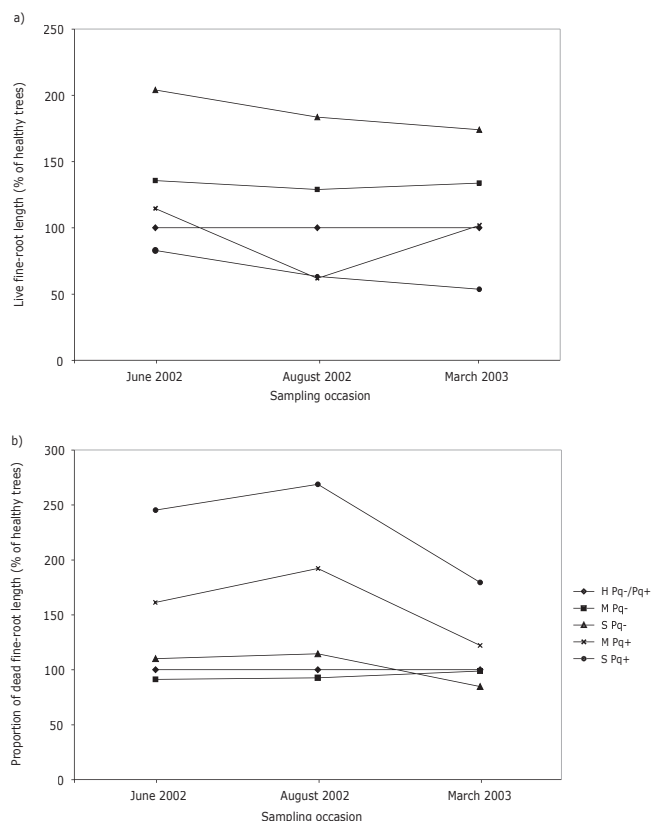 a)
250
200
150
100
50
0
Live fine-root length (% of healthy trees)
June 2002 August 2002 March 2003
Sampling occasion
b)
300
250
200
150
100
50
0
Proportion of dead fine-root length (% of healthy trees)
H Pq-/Pq+
M Pq-
S Pq-
M Pq+
S Pq+
June 2002 August 2002 March 2003
Sampling occasion